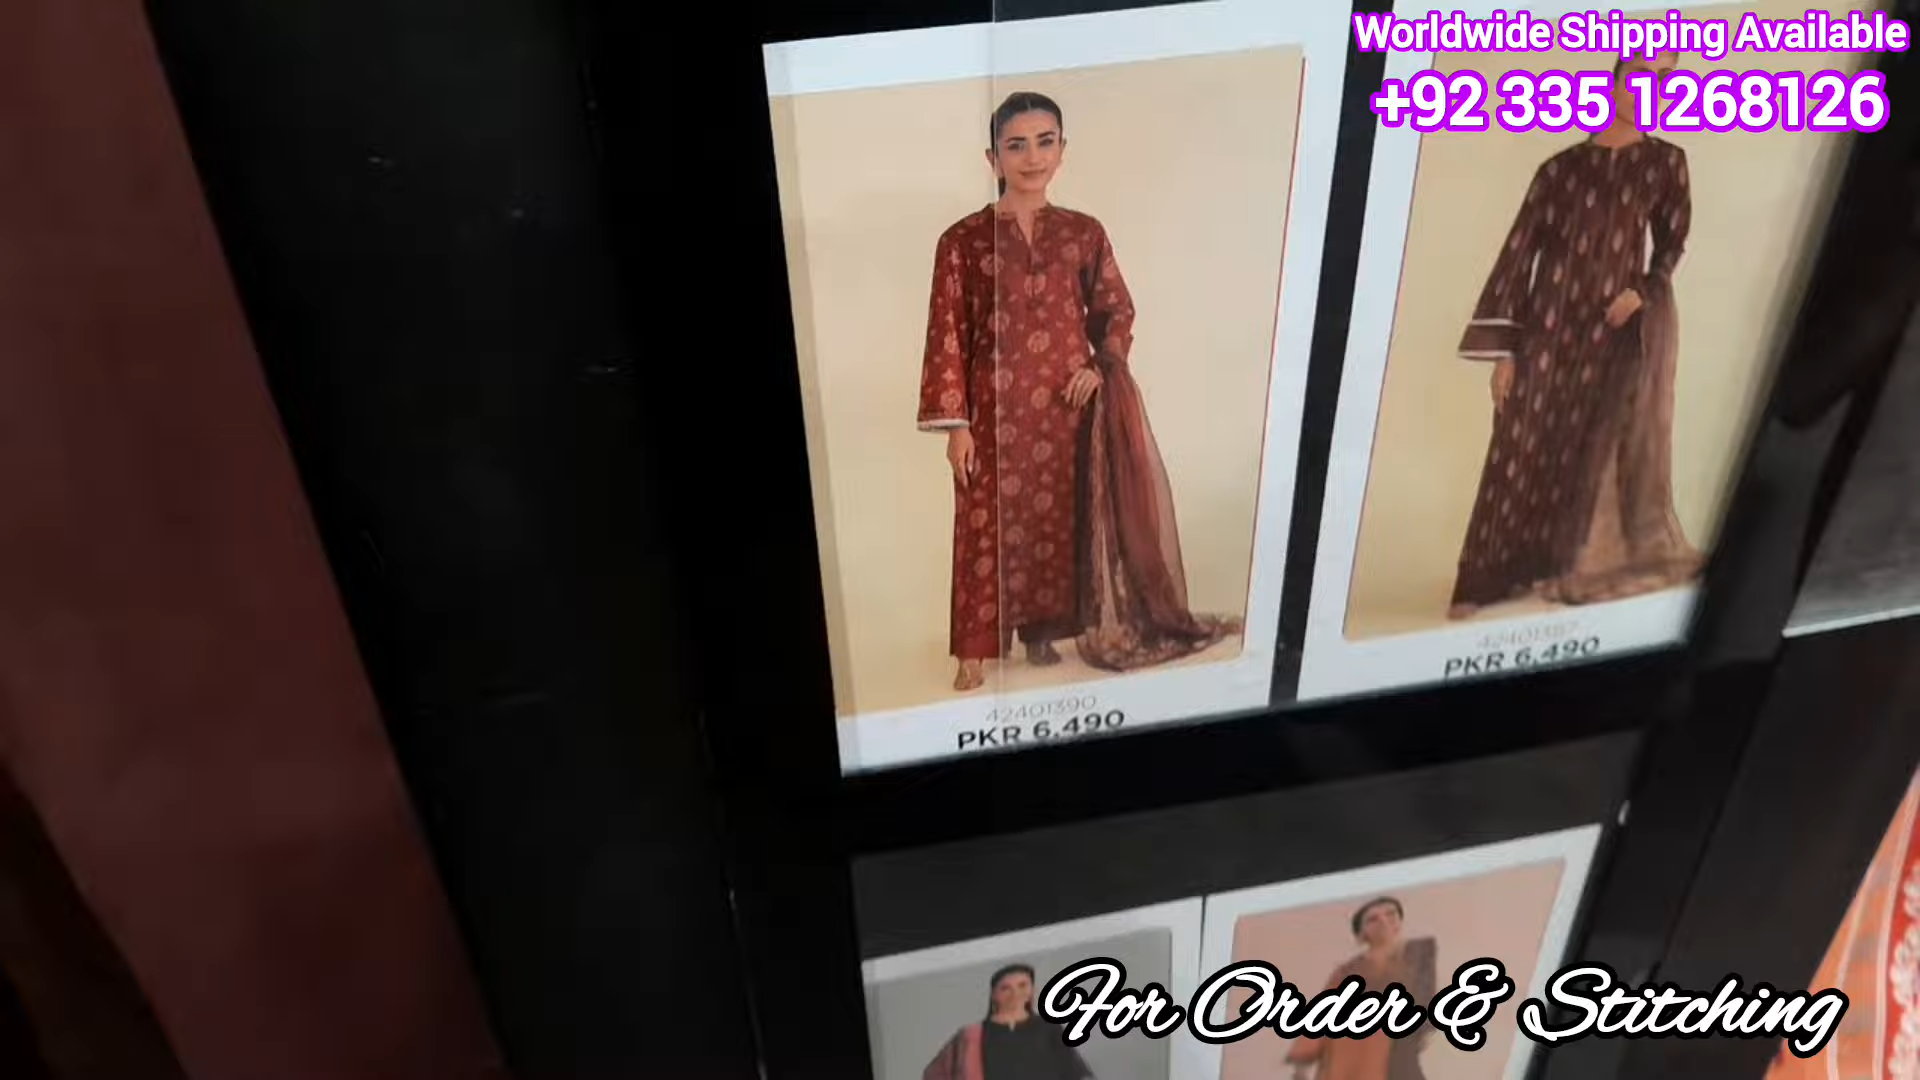 Worldwide Shipping Available
+92 335 1268126
42401390
PKR 6,490
PKR 6,490
For Order & Stitching